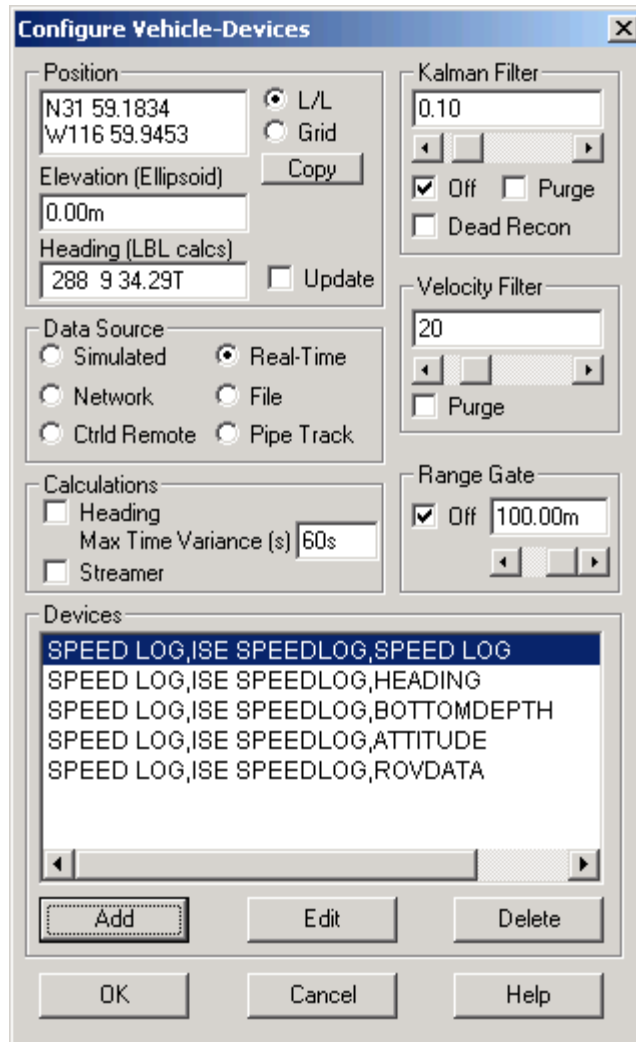 Configure Vehicle-Devices
Position
N31 59.1834
W116 59.9453
L/L
Grid
Copy
Elevation (Ellipsoid)
0.00m
Heading (LBL calcs)
288 9 34.29T
Update
Kalman Filter
0.10
Off
Purge
Dead Recon
Velocity Filter
20
Purge
Data Source
Simulated
Real-Time
Network
File
Ctrld Remote
Pipe Track
Calculations
Heading
Max Time Variance (s)
60s
Streamer
Range Gate
Off
100.00m
Devices
SPEED LOG,ISE SPEEDLOG,SPEED LOG
SPEED LOG,ISE SPEEDLOG,HEADING
SPEED LOG,ISE SPEEDLOG,BOTTOMDEPTH
SPEED LOG,ISE SPEEDLOG,ATTITUDE
SPEED LOG,ISE SPEEDLOG,ROVDATA
Add
Edit
Delete
OK
Cancel
Help